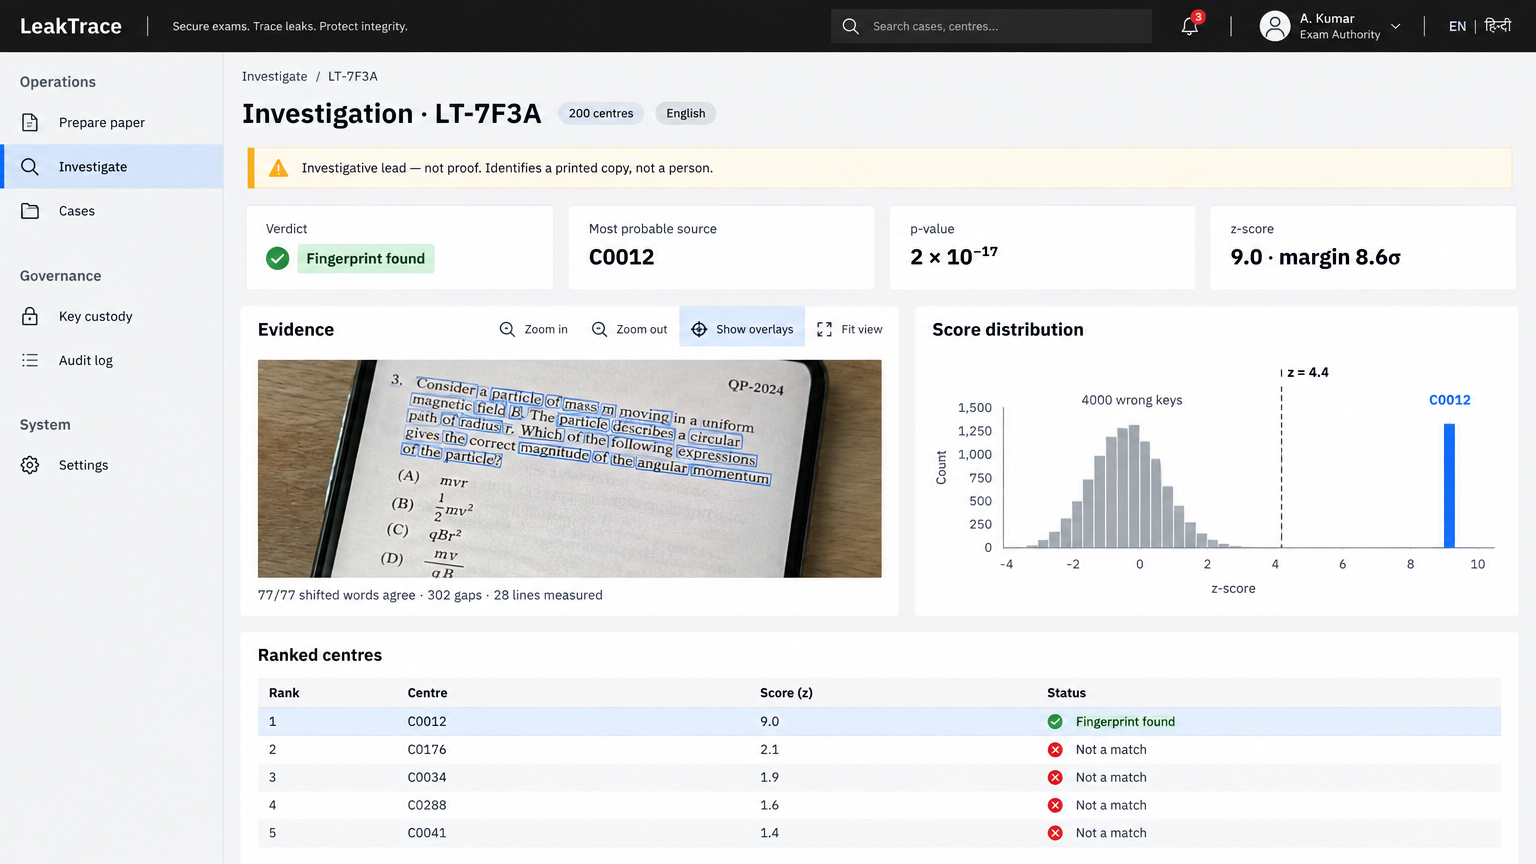 LeakTrace
Secure exams. Trace leaks. Protect integrity.
Search cases, centres...
3
A. Kumar
Exam Authority
EN | हिन्दी
Operations
Prepare paper
Investigate
Cases
Governance
Key custody
Audit log
System
Settings
Investigate / LT-7F3A
Investigation · LT-7F3A
200 centres
English
Investigative lead — not proof. Identifies a printed copy, not a person.
Verdict
Fingerprint found
Most probable source
C0012
p-value
2 × 10⁻¹⁷
z-score
9.0 · margin 8.6σ
Evidence
Zoom in
Zoom out
Show overlays
Fit view
QP-2024
3. Consider a particle of mass m moving in a uniform
magnetic field B. The particle describes a circular
path of radius r. Which of the following expressions
gives the correct magnitude of the angular momentum
of the particle?
(A) mvr
(B) 1/2 mv²
(C) qBr²
(D) mv/qB
77/77 shifted words agree · 302 gaps · 28 lines measured
Score distribution
z = 4.4
4000 wrong keys
C0012
Count
1,500
1,250
1,000
750
500
250
0
-4 -2 0 2 4 6 8 10
z-score
Ranked centres
Rank Centre Score (z) Status
1 C0012 9.0 Fingerprint found
2 C0176 2.1 Not a match
3 C0034 1.9 Not a match
4 C0288 1.6 Not a match
5 C0041 1.4 Not a match